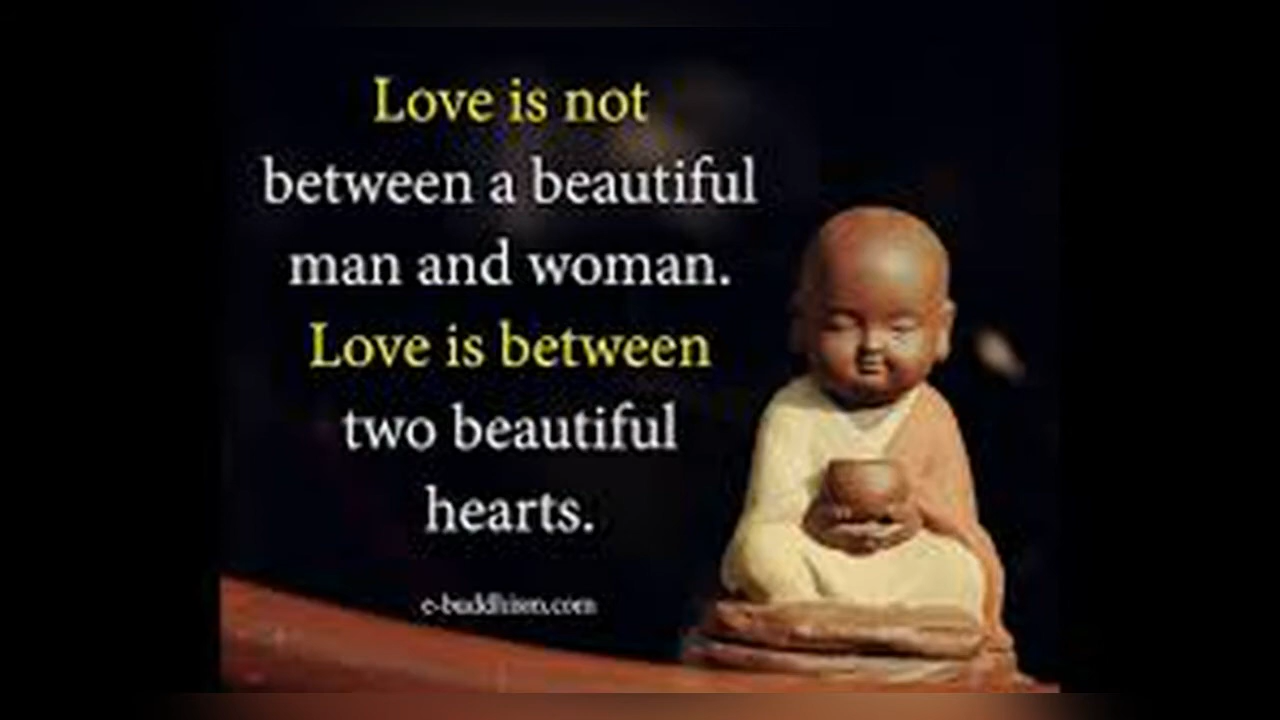 Love is not
between a beautiful
man and woman.
Love is between
two beautiful
hearts.
e-buddhism.com